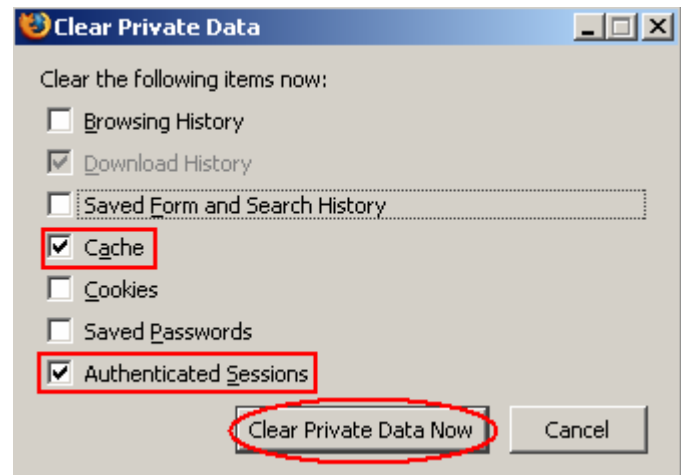 Clear Private Data
Clear the following items now:
Browsing History
Download History
Saved Form and Search History
Cache
Cookies
Saved Passwords
Authenticated Sessions
Clear Private Data Now Cancel